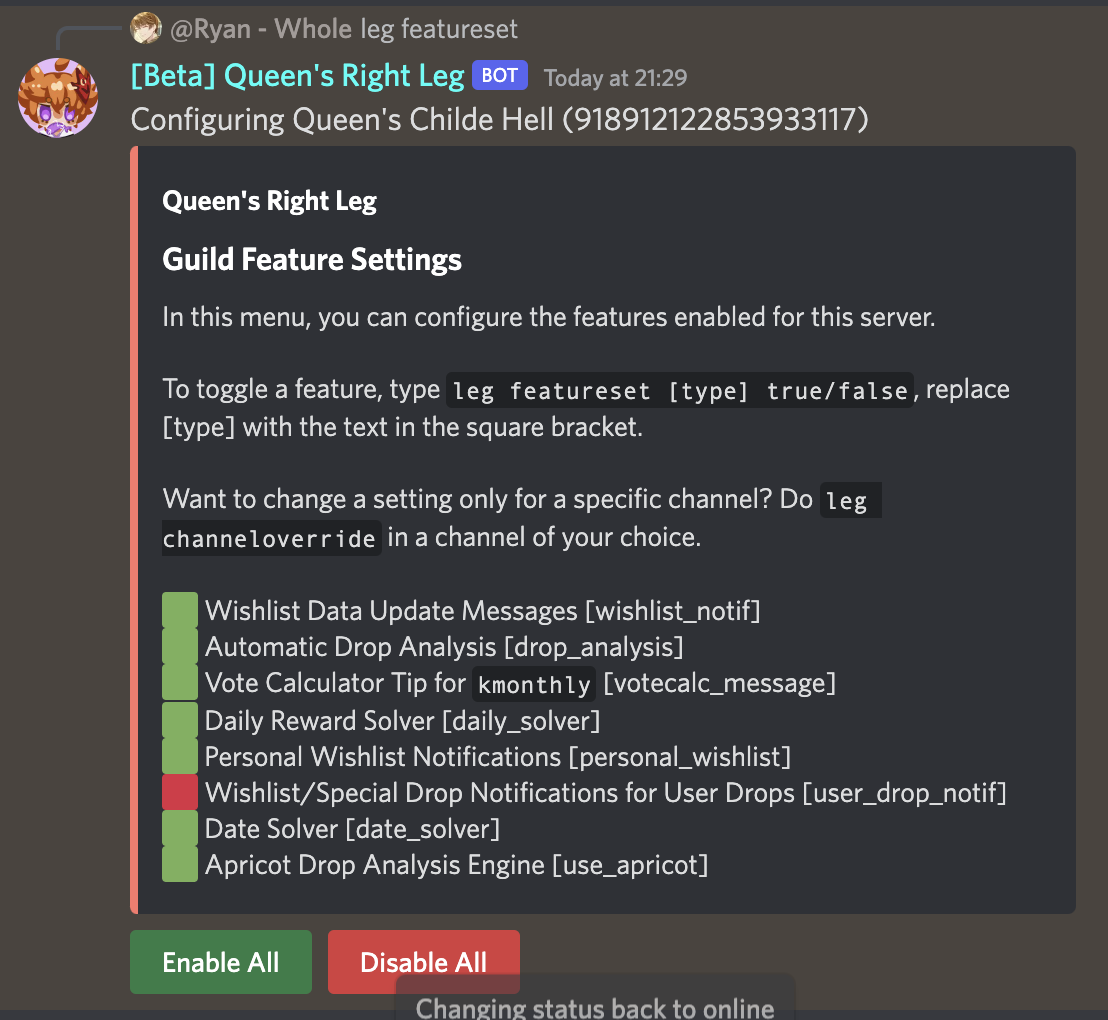 @Ryan - Whole leg featureset
[Beta] Queen's Right Leg BOT Today at 21:29
Configuring Queen's Childe Hell (918912122853933117)
Queen's Right Leg
Guild Feature Settings
In this menu, you can configure the features enabled for this server.
To toggle a feature, type leg featureset [type] true/false, replace
[type] with the text in the square bracket.
Want to change a setting only for a specific channel? Do leg
channeloverride in a channel of your choice.
Wishlist Data Update Messages [wishlist_notif]
Automatic Drop Analysis [drop_analysis]
Vote Calculator Tip for kmonthly [votecalc_message]
Daily Reward Solver [daily_solver]
Personal Wishlist Notifications [personal_wishlist]
Wishlist/Special Drop Notifications for User Drops [user_drop_notif]
Date Solver [date_solver]
Apricot Drop Analysis Engine [use_apricot]
Enable All Disable All
Changing status back to online